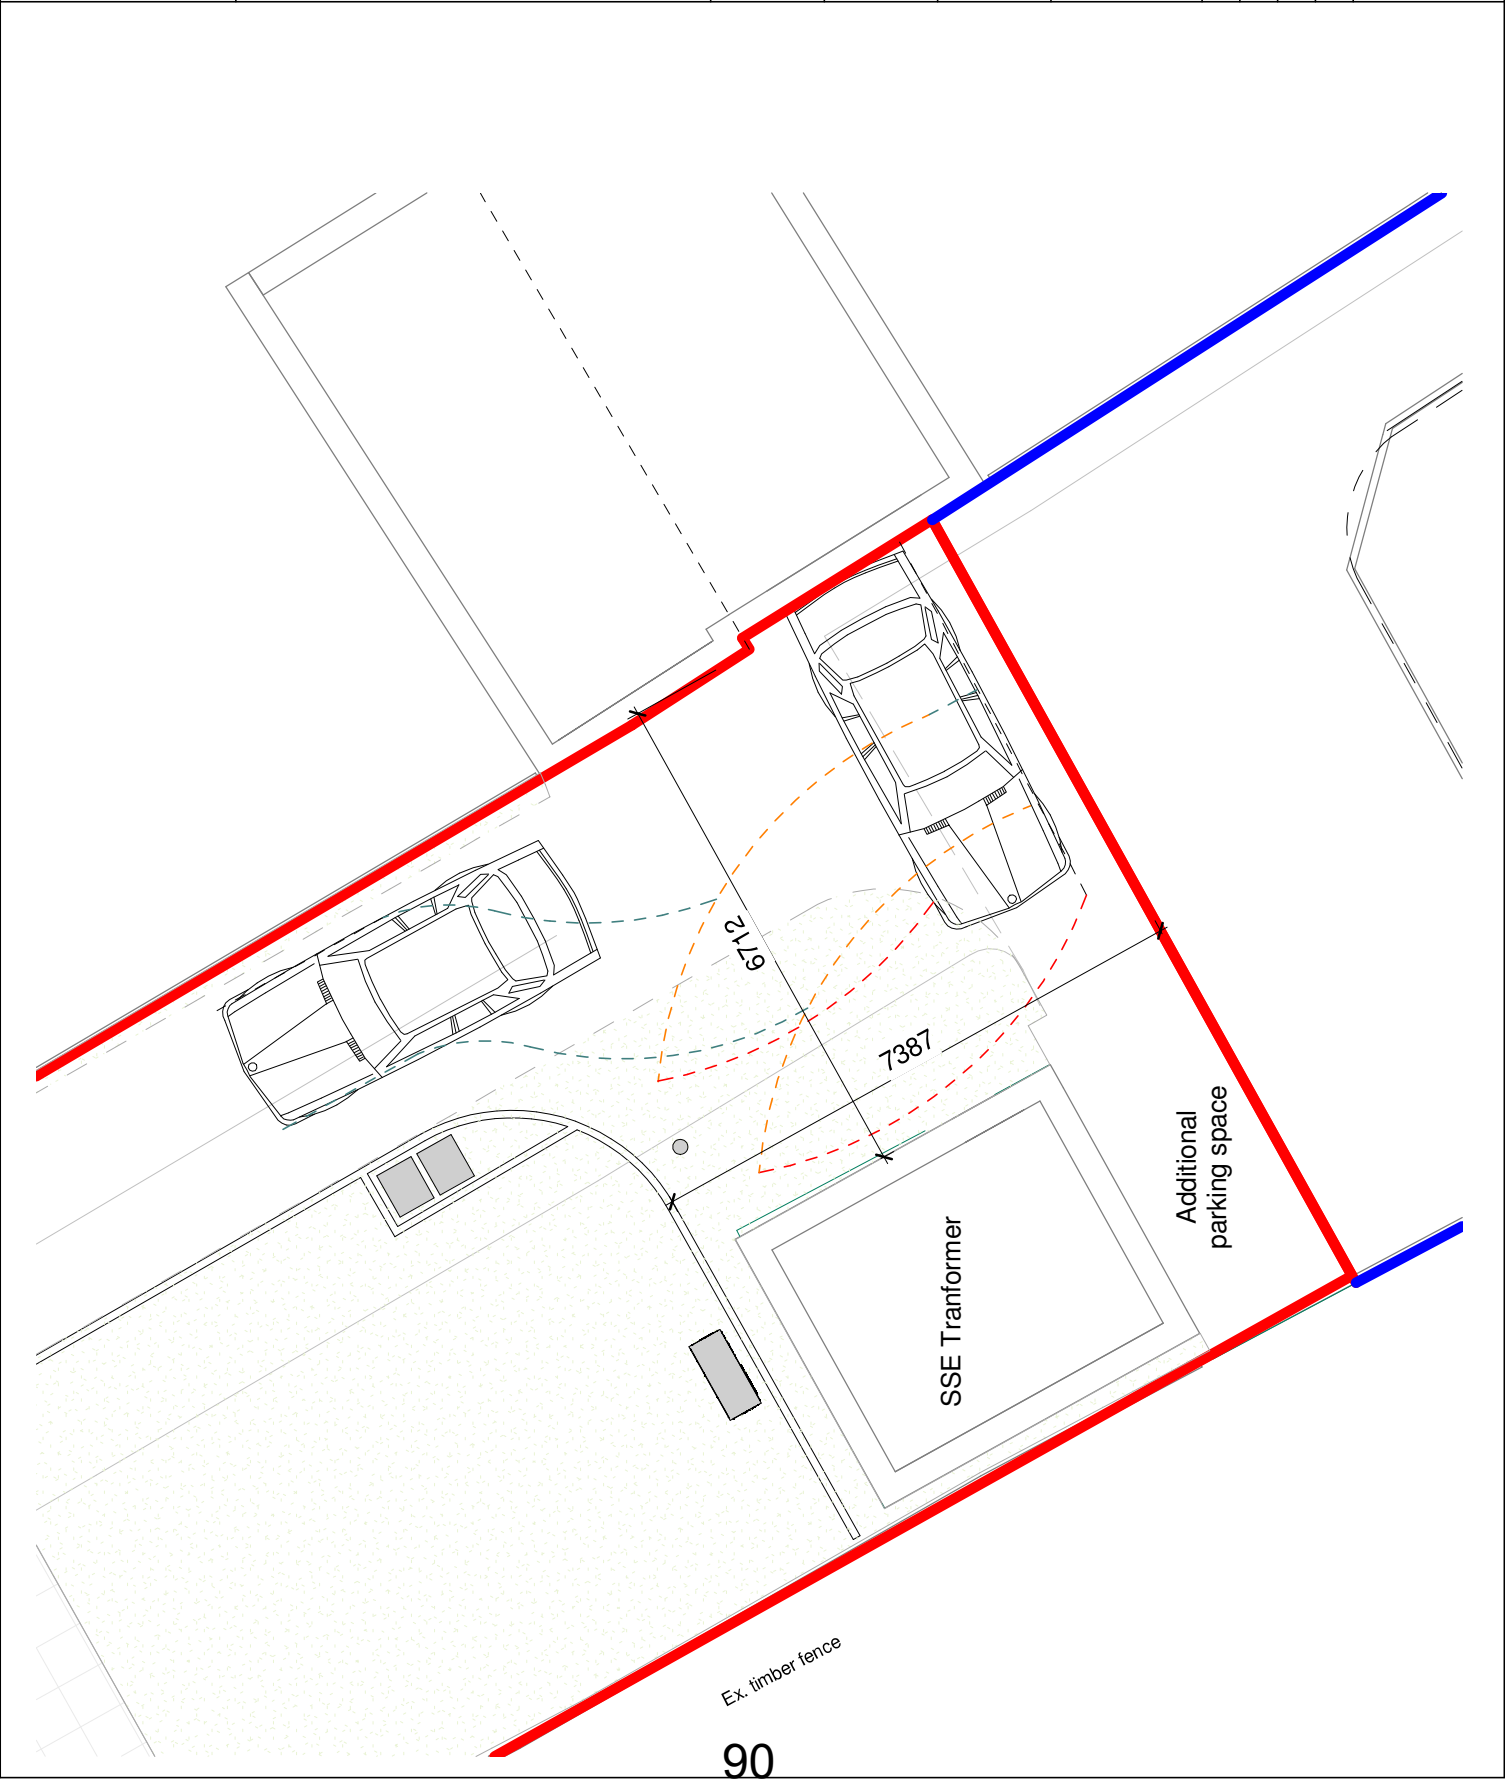 6712
7387
Additional
parking space
SSE Tranformer
Ex. timber fence
90